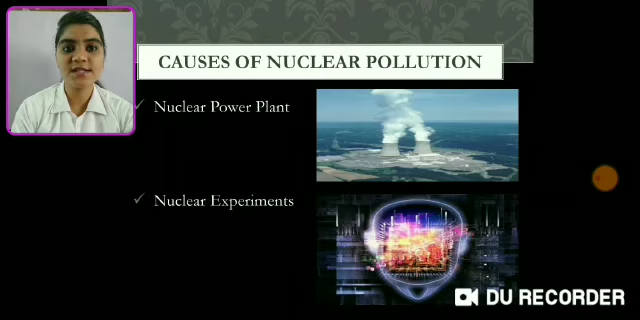 CAUSES OF NUCLEAR POLLUTION
✓ Nuclear Power Plant
✓ Nuclear Experiments
DU RECORDER